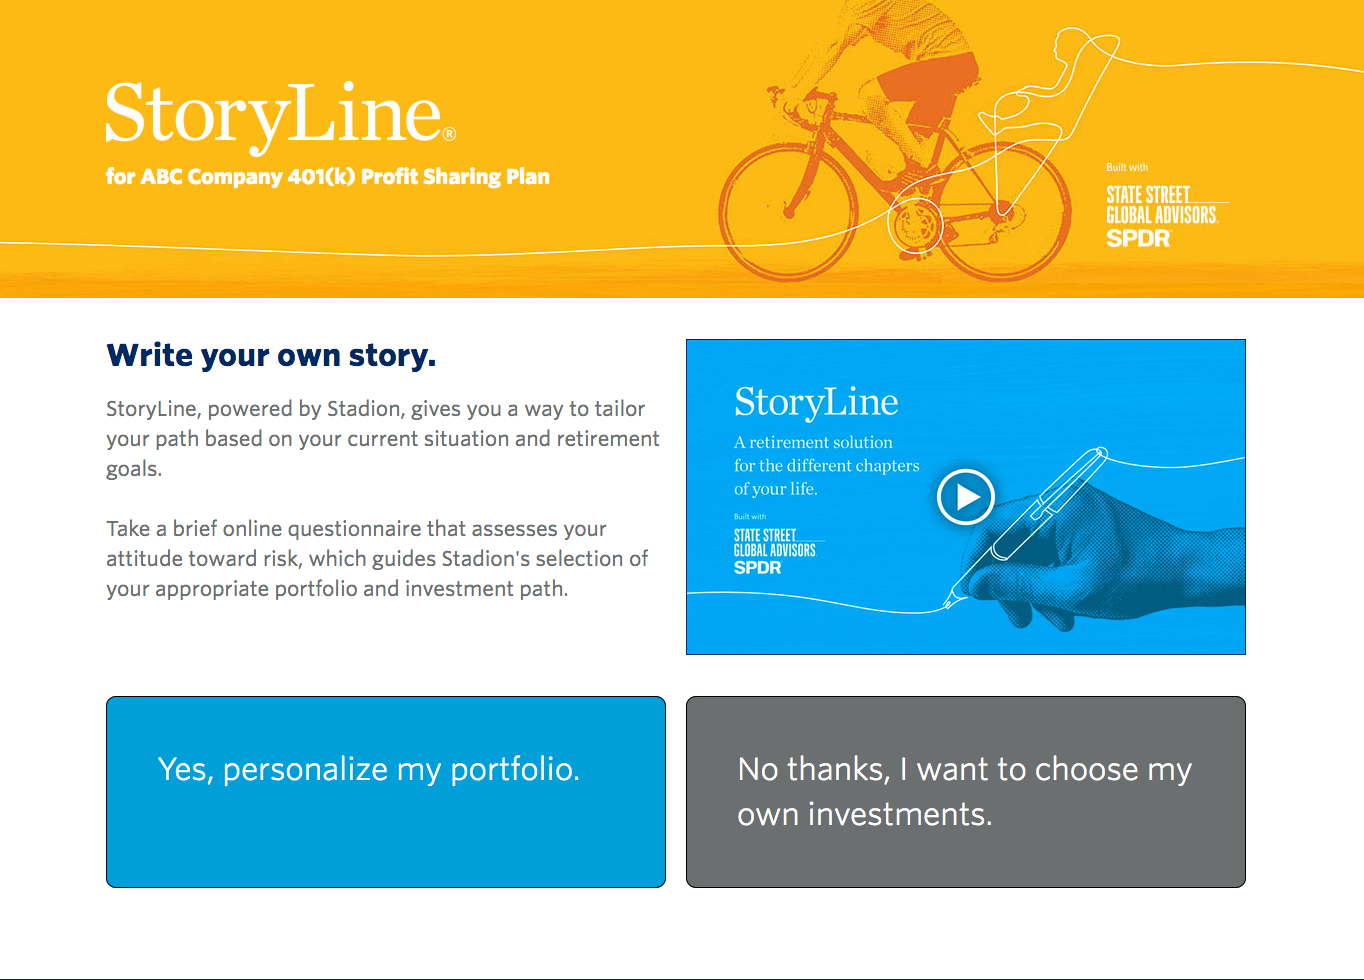 StoryLine®
for ABC Company 401(k) Profit Sharing Plan
Built with
STATE STREET
GLOBAL ADVISORS
SPDR®
Write your own story.
StoryLine, powered by Stadion, gives you a way to tailor
your path based on your current situation and retirement
goals.
Take a brief online questionnaire that assesses your
attitude toward risk, which guides Stadion's selection of
your appropriate portfolio and investment path.
StoryLine
A retirement solution
for the different chapters
of your life.
Built with
STATE STREET
GLOBAL ADVISORS
SPDR
Yes, personalize my portfolio.
No thanks, I want to choose my
own investments.